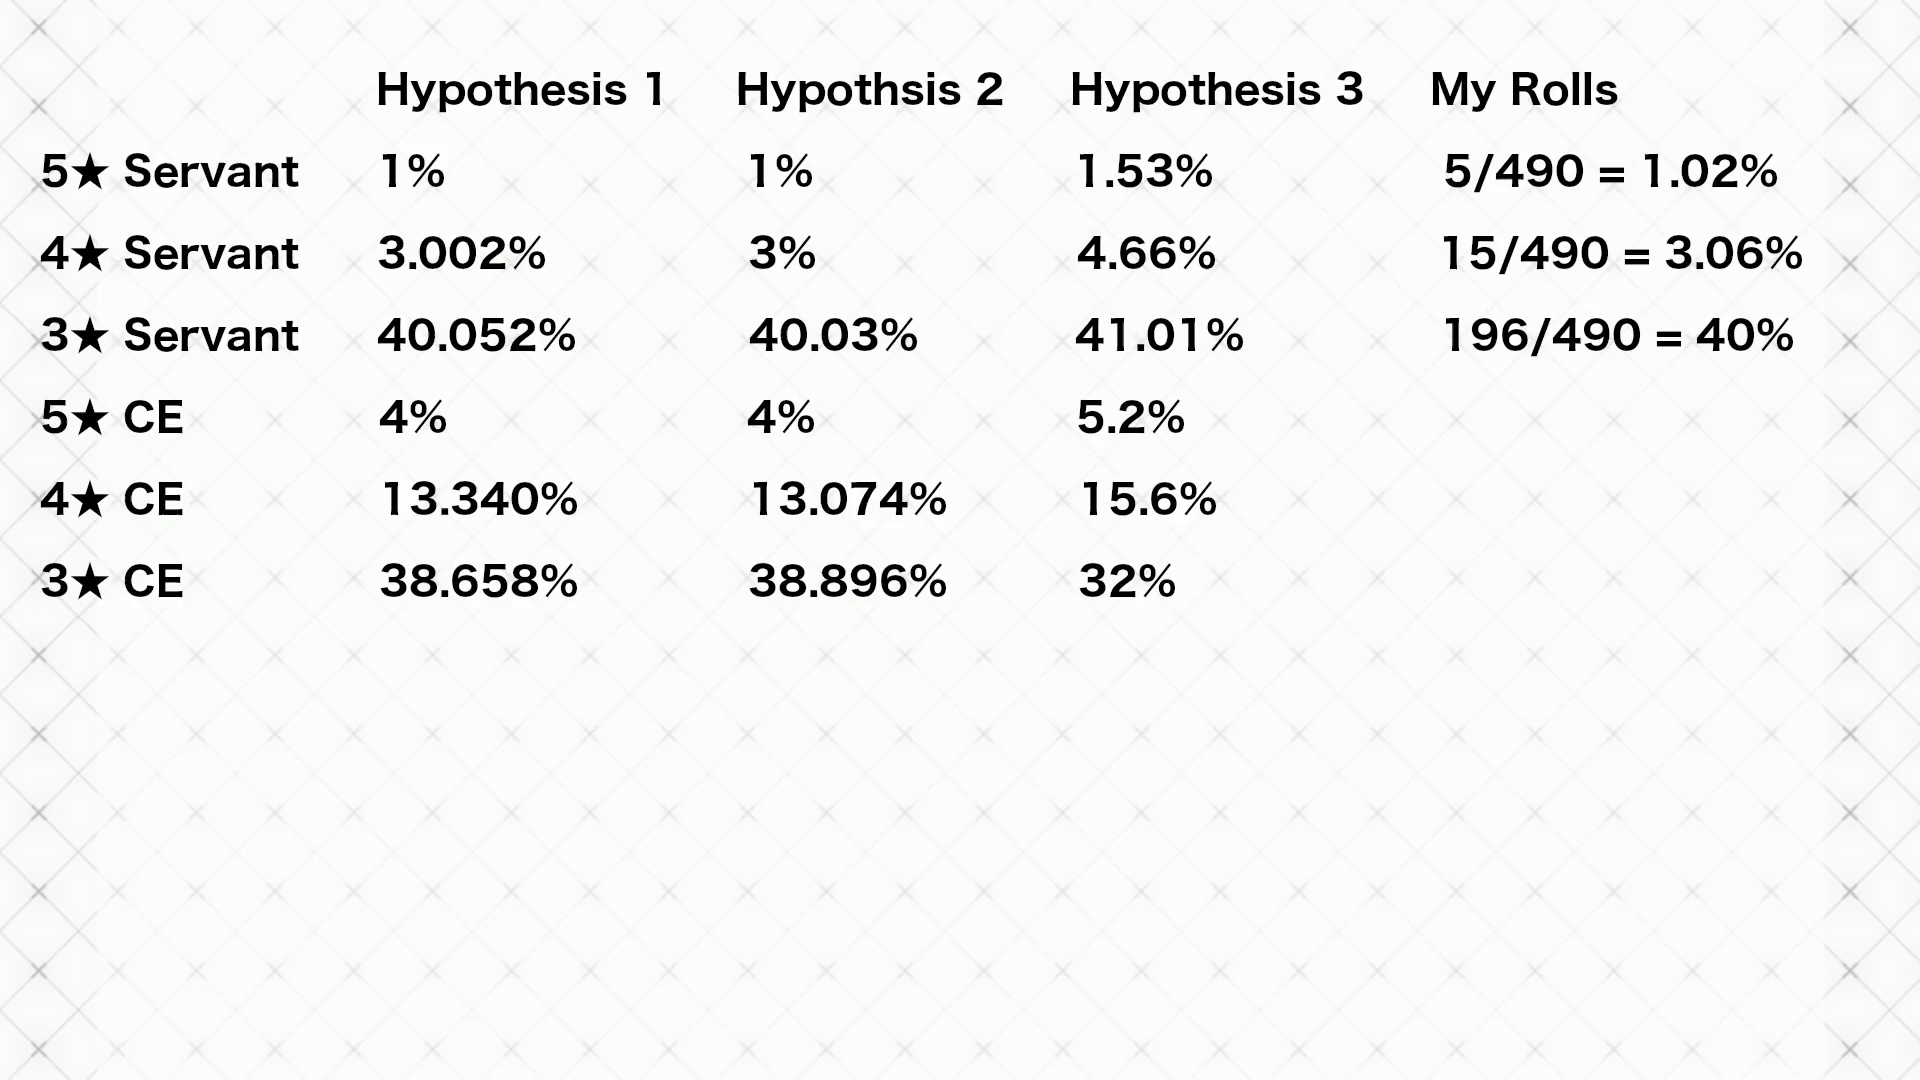 Hypothesis 1 Hypothsis 2 Hypothesis 3 My Rolls
5★ Servant 1% 1% 1.53% 5/490 = 1.02%
4★ Servant 3.002% 3% 4.66% 15/490 = 3.06%
3★ Servant 40.052% 40.03% 41.01% 196/490 = 40%
5★ CE 4% 4% 5.2%
4★ CE 13.340% 13.074% 15.6%
3★ CE 38.658% 38.896% 32%